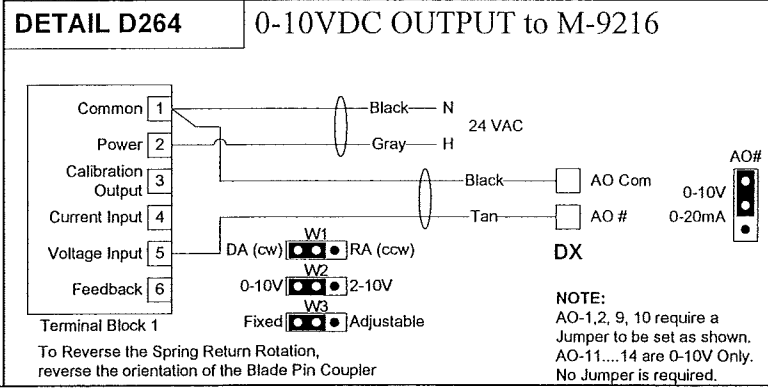 DETAIL D264
0-10VDC OUTPUT to M-9216
Common 1
Power 2
Calibration
Output 3
Current Input 4
Voltage Input 5
Feedback 6
Terminal Block 1
Black N
24 VAC
Gray H
Black AO Com
Tan AO #
DX
AO#
0-10V
0-20mA
W1
DA (cw) RA (ccw)
W2
0-10V 2-10V
W3
Fixed Adjustable
To Reverse the Spring Return Rotation,
reverse the orientation of the Blade Pin Coupler
NOTE:
AO-1,2, 9, 10 require a
Jumper to be set as shown.
AO-11....14 are 0-10V Only.
No Jumper is required.